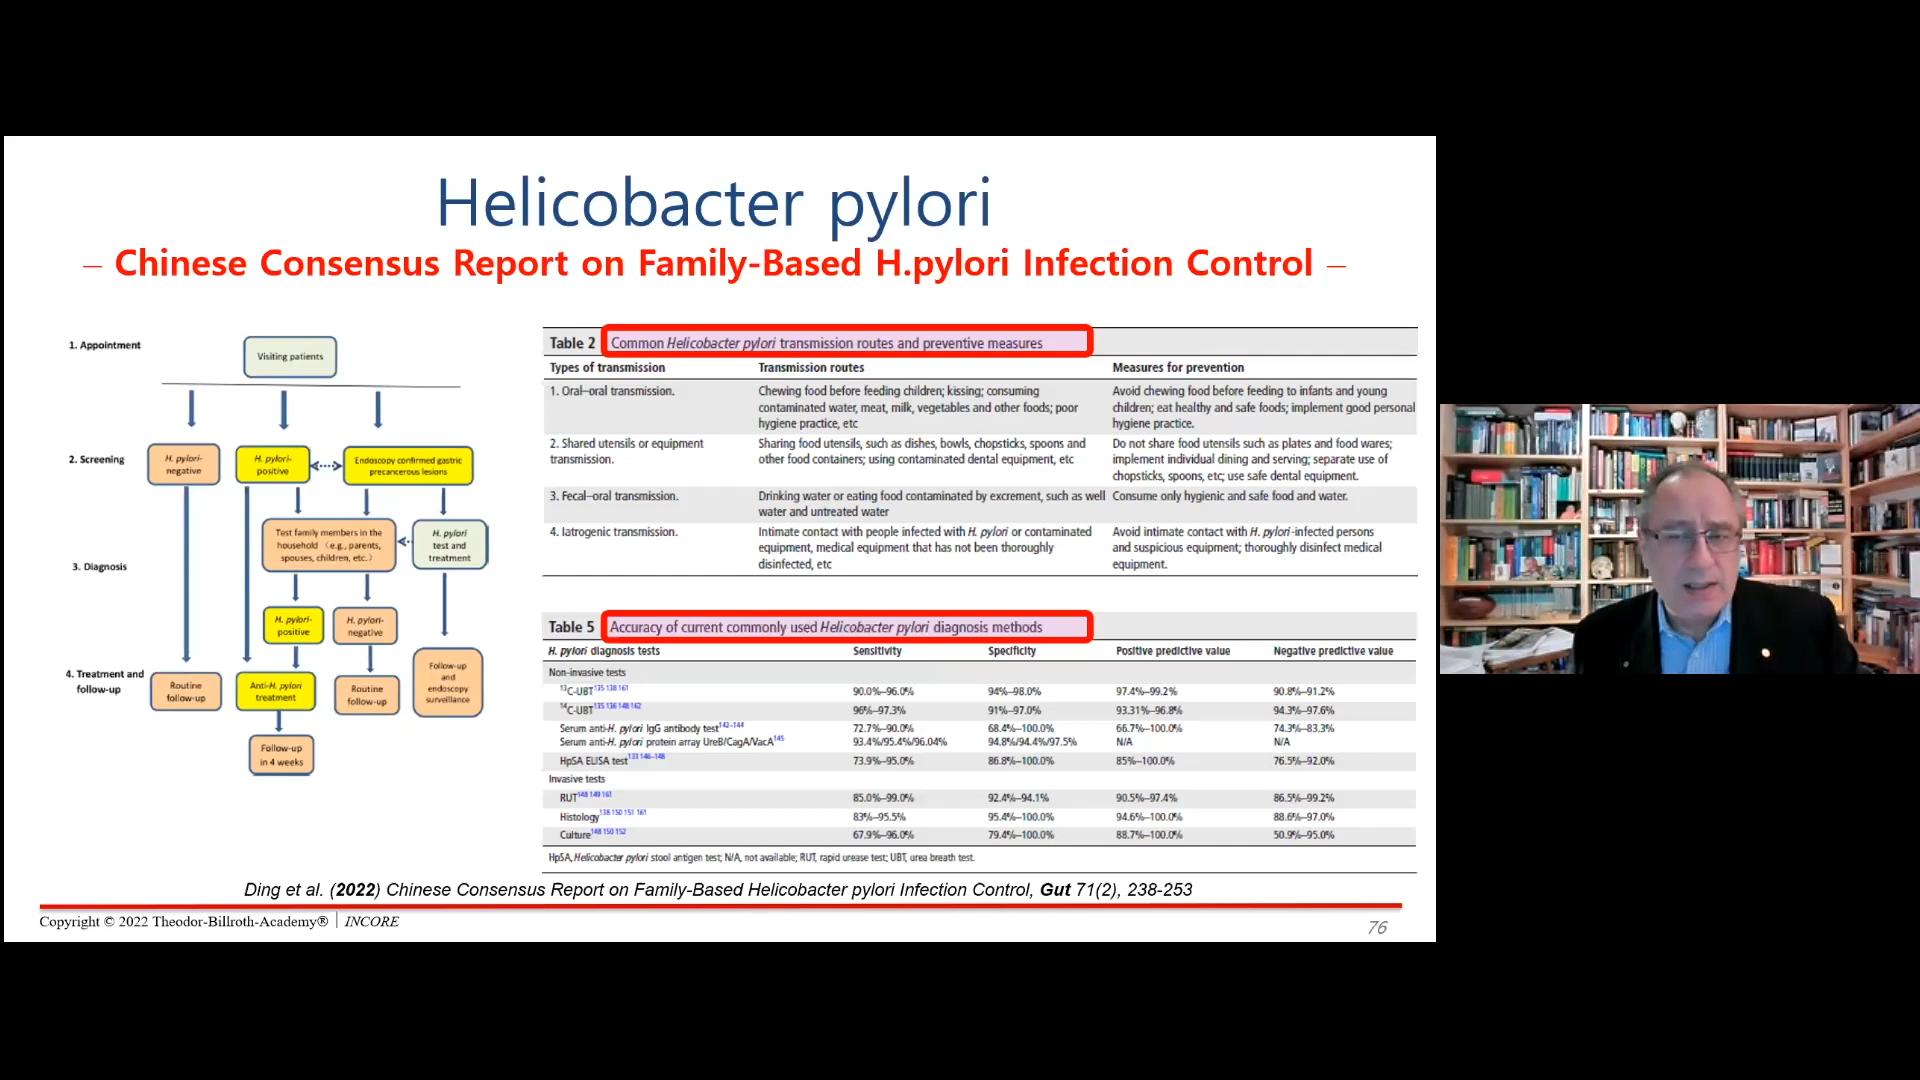 Helicobacter pylori
– Chinese Consensus Report on Family-Based H.pylori Infection Control –
1. Appointment
Visiting patients
2. Screening
H. pylori-
negative
H. pylori-
positive
Endoscopy confirmed gastric
precancerous lesions
Test family members in the
household (e.g., parents,
spouses, children, etc.)
H. pylori
test and
treatment
3. Diagnosis
H. pylori-
positive
H. pylori-
negative
4. Treatment and
follow-up
Routine
follow-up
Anti-H. pylori
treatment
Routine
follow-up
Follow-up
and
endoscopy
surveillance
Follow-up
in 4 weeks
Table 2 Common Helicobacter pylori transmission routes and preventive measures
Types of transmission Transmission routes Measures for prevention
1. Oral–oral transmission. Chewing food before feeding children; kissing; consuming Avoid chewing food before feeding to infants and young
contaminated water, meat, milk, vegetables and other foods; poor children; eat healthy and safe foods; implement good personal
hygiene practice, etc hygiene practice.
2. Shared utensils or equipment Sharing food utensils, such as dishes, bowls, chopsticks, spoons and Do not share food utensils such as plates and food wares;
transmission. other food containers; using contaminated dental equipment, etc implement individual dining and serving; separate use of
chopsticks, spoons, etc; use safe dental equipment.
3. Fecal–oral transmission. Drinking water or eating food contaminated by excrement, such as well Consume only hygienic and safe food and water.
water and untreated water
4. Iatrogenic transmission. Intimate contact with people infected with H. pylori or contaminated Avoid intimate contact with H. pylori-infected persons
equipment, medical equipment that has not been thoroughly and suspicious equipment; thoroughly disinfect medical
disinfected, etc equipment.
Table 5 Accuracy of current commonly used Helicobacter pylori diagnosis methods
H. pylori diagnosis tests Sensitivity Specificity Positive predictive value Negative predictive value
Non-invasive tests
13C-UBT 135 138 161 90.0%–96.0% 94%–98.0% 97.4%–99.2% 90.8%–91.2%
14C-UBT 135 136 148 162 96%–97.3% 91%–97.0% 93.31%–96.8% 94.3%–97.6%
Serum anti-H. pylori IgG antibody test 142–144 72.7%–90.0% 68.4%–100.0% 66.7%–100.0% 74.3%–83.3%
Serum anti-H. pylori protein array UreB/CagA/VacA 145 93.4%/95.4%/96.04% 94.8%/94.4%/97.5% N/A N/A
HpSA ELISA test 133 146–148 73.9%–95.0% 86.8%–100.0% 85%–100.0% 76.5%–92.0%
Invasive tests
RUT 148 149 161 85.0%–99.0% 92.4%–94.1% 90.5%–97.4% 86.5%–99.2%
Histology 138 150 151 161 83%–95.5% 95.4%–100.0% 94.6%–100.0% 88.6%–97.0%
Culture 148 150 152 67.9%–96.0% 79.4%–100.0% 88.7%–100.0% 50.9%–95.0%
HpSA, Helicobacter pylori stool antigen test; N/A, not available; RUT, rapid urease test; UBT, urea breath test.
Ding et al. (2022) Chinese Consensus Report on Family-Based Helicobacter pylori Infection Control, Gut 71(2), 238-253
Copyright © 2022 Theodor-Billroth-Academy® | INCORE
76